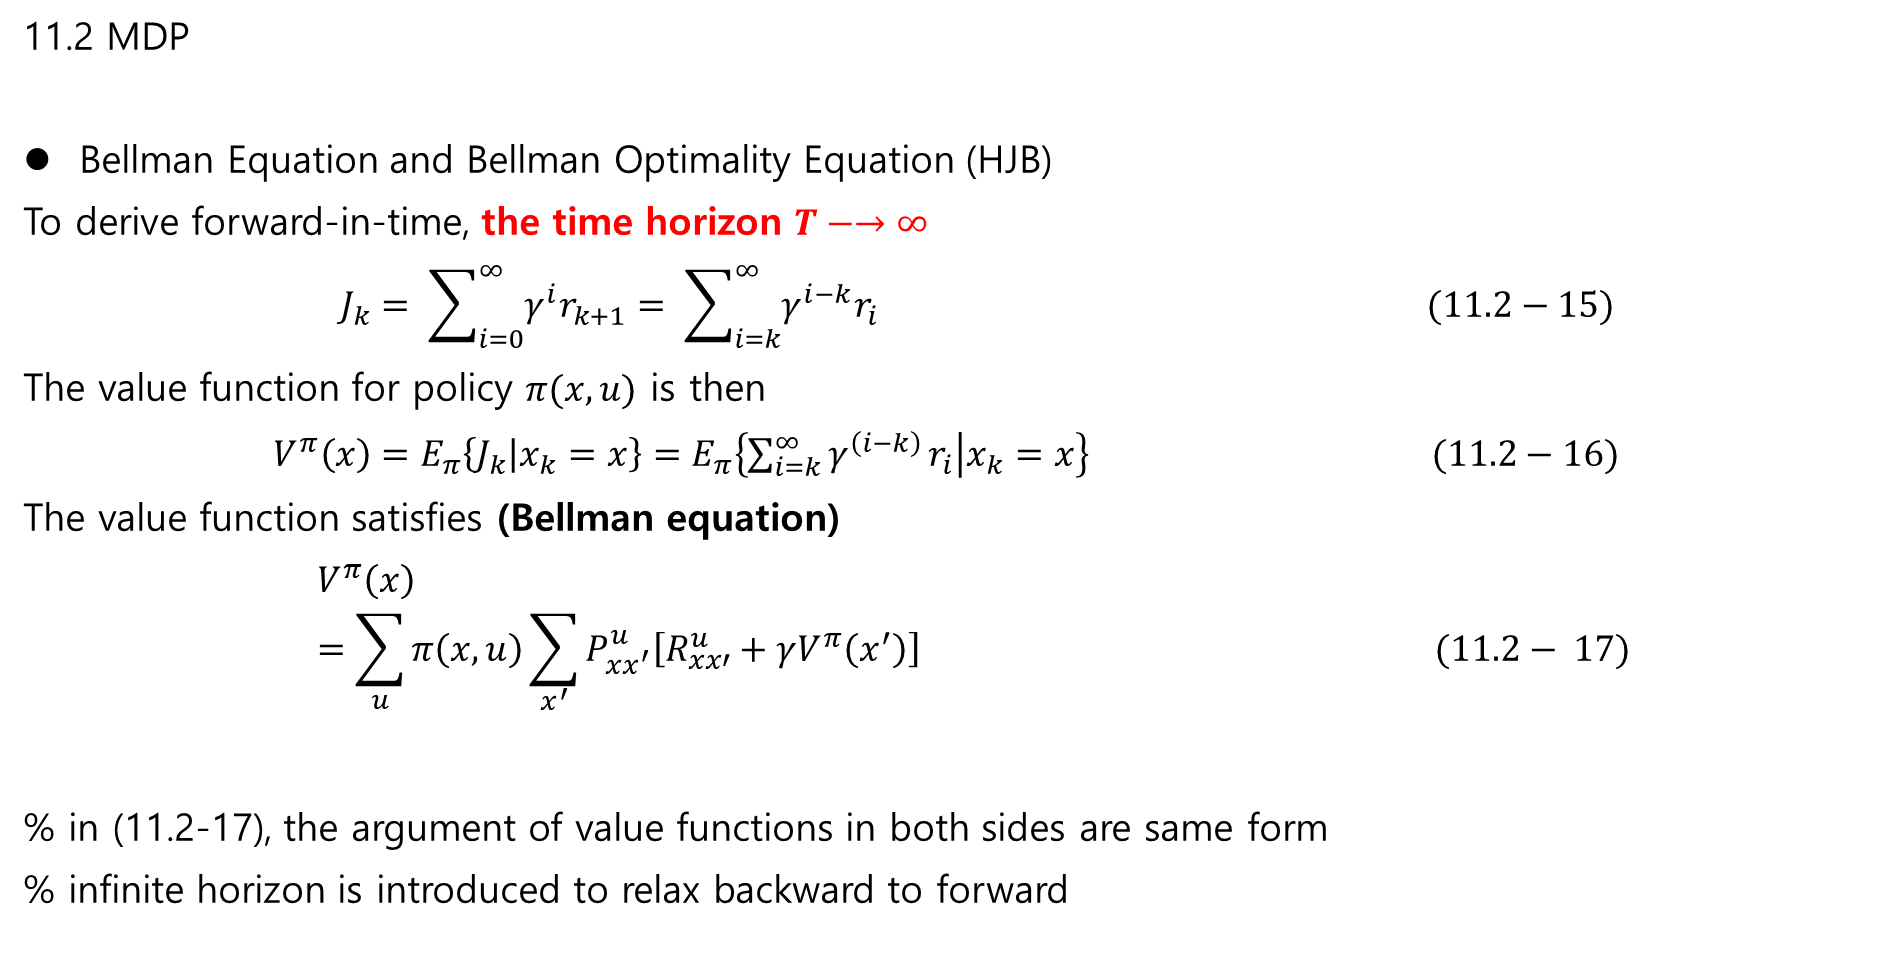 11.2 MDP
● Bellman Equation and Bellman Optimality Equation (HJB)
To derive forward-in-time, the time horizon T −→ ∞
J_k = ∑_{i=0}^{∞} γ^i r_{k+1} = ∑_{i=k}^{∞} γ^{i−k} r_i (11.2 − 15)
The value function for policy π(x, u) is then
V^π(x) = E_π{J_k|x_k = x} = E_π{∑_{i=k}^{∞} γ^{(i−k)} r_i|x_k = x} (11.2 − 16)
The value function satisfies (Bellman equation)
V^π(x)
= ∑_u π(x, u) ∑_{x′} P_{xx′}^u [R_{xx′}^u + γV^π(x′)] (11.2 − 17)
% in (11.2-17), the argument of value functions in both sides are same form
% infinite horizon is introduced to relax backward to forward